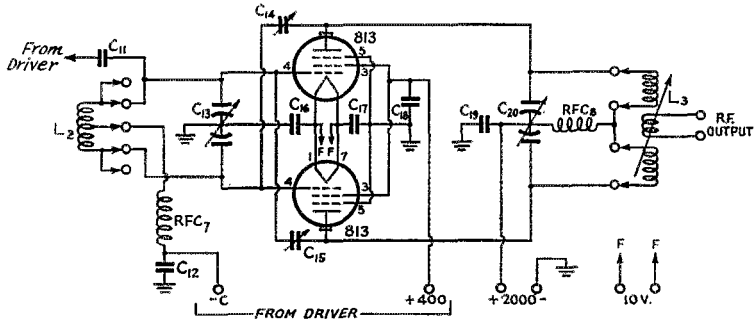 C14
813
From
Driver
C11
5
4
3
C13
C16
C17
C18
C19
C20
RFC8
L3
R.F.
OUTPUT
L2
F F
1
7
4
3
5
RFC7
C15
813
C12
F F
-C
+400
+2000-
10V.
FROM DRIVER